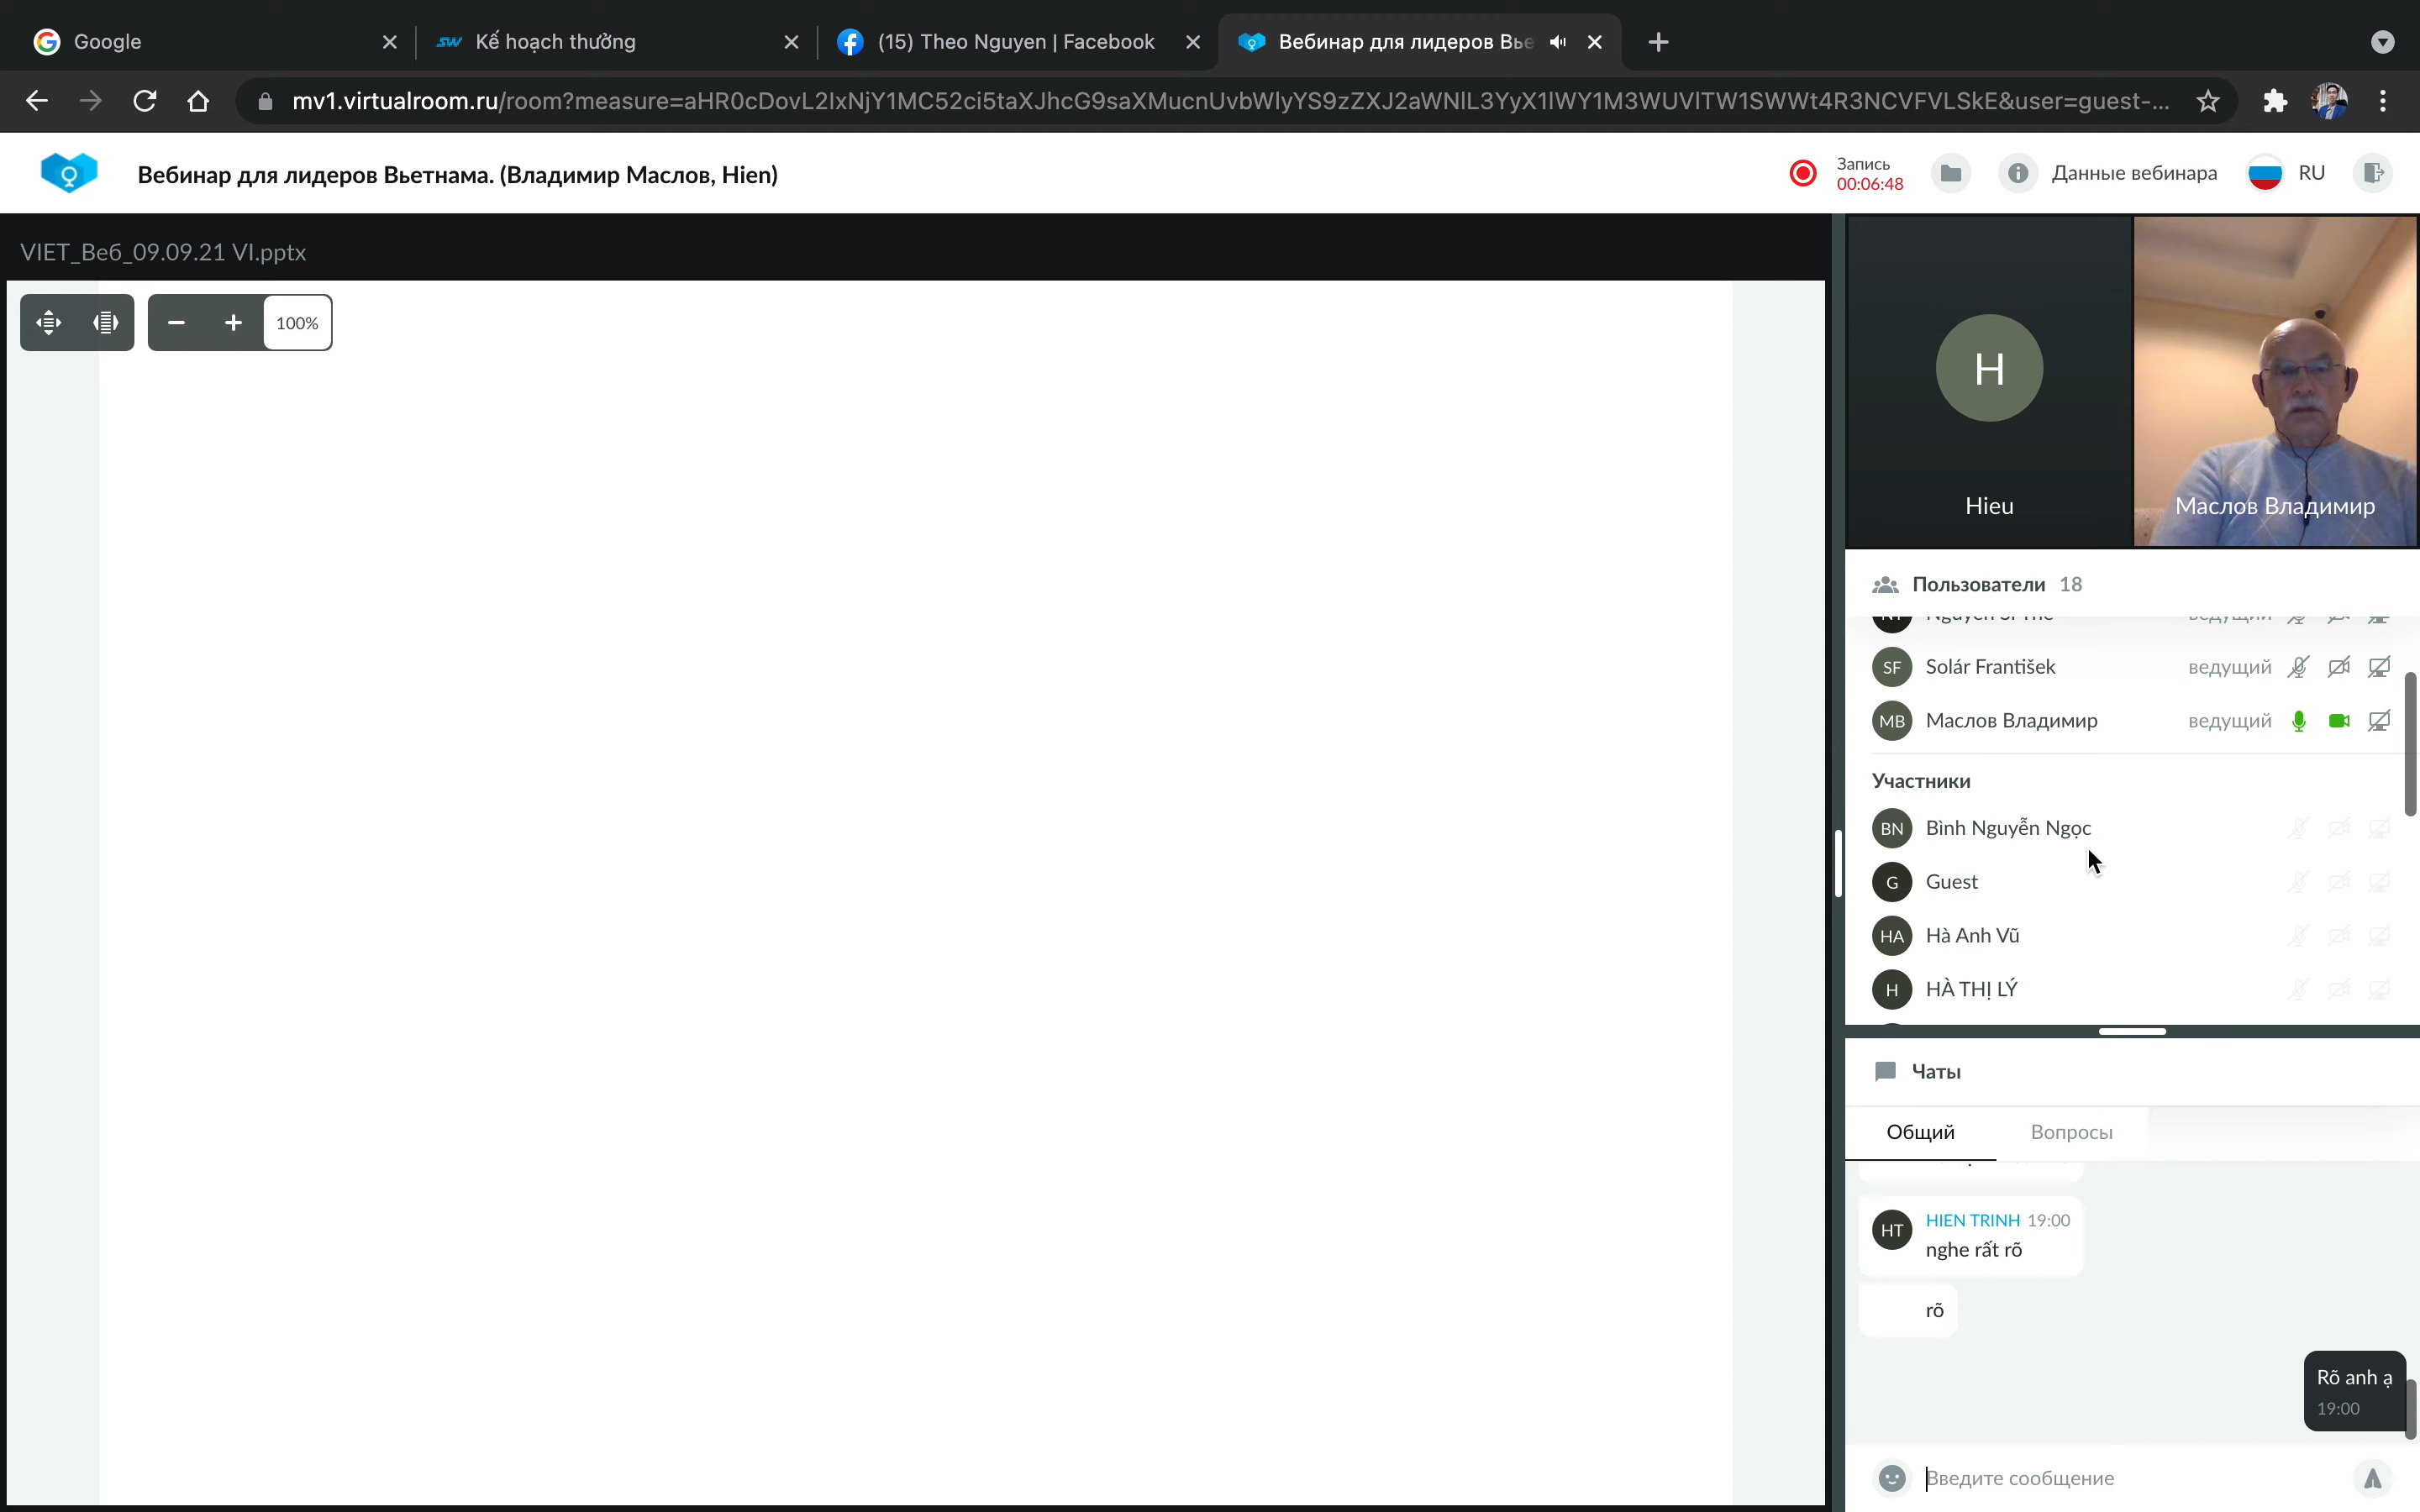 Google
SW Kế hoạch thưởng
(15) Theo Nguyen | Facebook
Вебинар для лидеров Вье
mv1.virtualroom.ru/room?measure=aHR0cDovL2IxNjY1MC52ci5taXJhcG9saXMucnUvbWlyYS9zZXJ2aWNlL3YyX1lWY1M3WUVlTW1SWWt4R3NCVFVLSkE&user=guest-...
Вебинар для лидеров Вьетнама. (Владимир Маслов, Hien)
Запись
00:06:48
Данные вебинара
RU
VIET_Веб_09.09.21 VI.pptx
100%
H
Hieu
Маслов Владимир
Пользователи 18
SF Solár František ведущий
МВ Маслов Владимир ведущий
Участники
BN Bình Nguyễn Ngọc
G Guest
HA Hà Anh Vũ
H HÀ THỊ LÝ
Чаты
Общий Вопросы
HT HIEN TRINH 19:00
nghe rất rõ
rõ
Rõ anh ạ
19:00
Введите сообщение